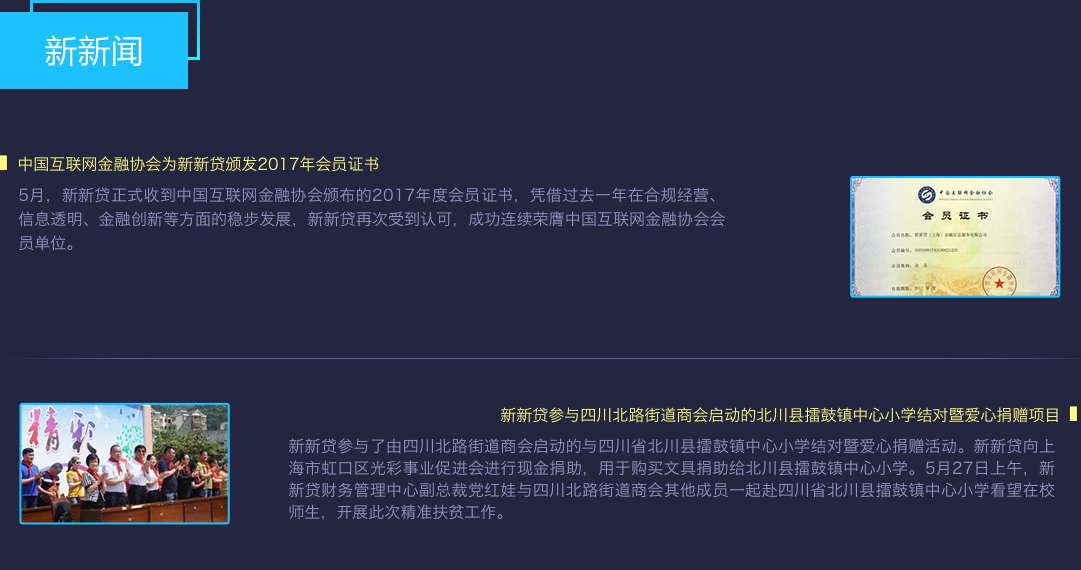 新新闻
中国互联网金融协会为新新贷颁发2017年会员证书
5月，新新贷正式收到中国互联网金融协会颁布的2017年度会员证书，凭借过去一年在合规经营、
信息透明、金融创新等方面的稳步发展，新新贷再次受到认可，成功连续荣膺中国互联网金融协会会
员单位。
中国互联网金融协会
会员证书
会员名称：新新贷（上海）金融信息服务有限公司
精彩
新新贷参与四川北路街道商会启动的北川县擂鼓镇中心小学结对暨爱心捐赠项目
新新贷参与了由四川北路街道商会启动的与四川省北川县擂鼓镇中心小学结对暨爱心捐赠活动。新新贷向上
海市虹口区光彩事业促进会进行现金捐助，用于购买文具捐助给北川县擂鼓镇中心小学。5月27日上午，新
新贷财务管理中心副总裁党红娃与四川北路街道商会其他成员一起赴四川省北川县擂鼓镇中心小学看望在校
师生，开展此次精准扶贫工作。